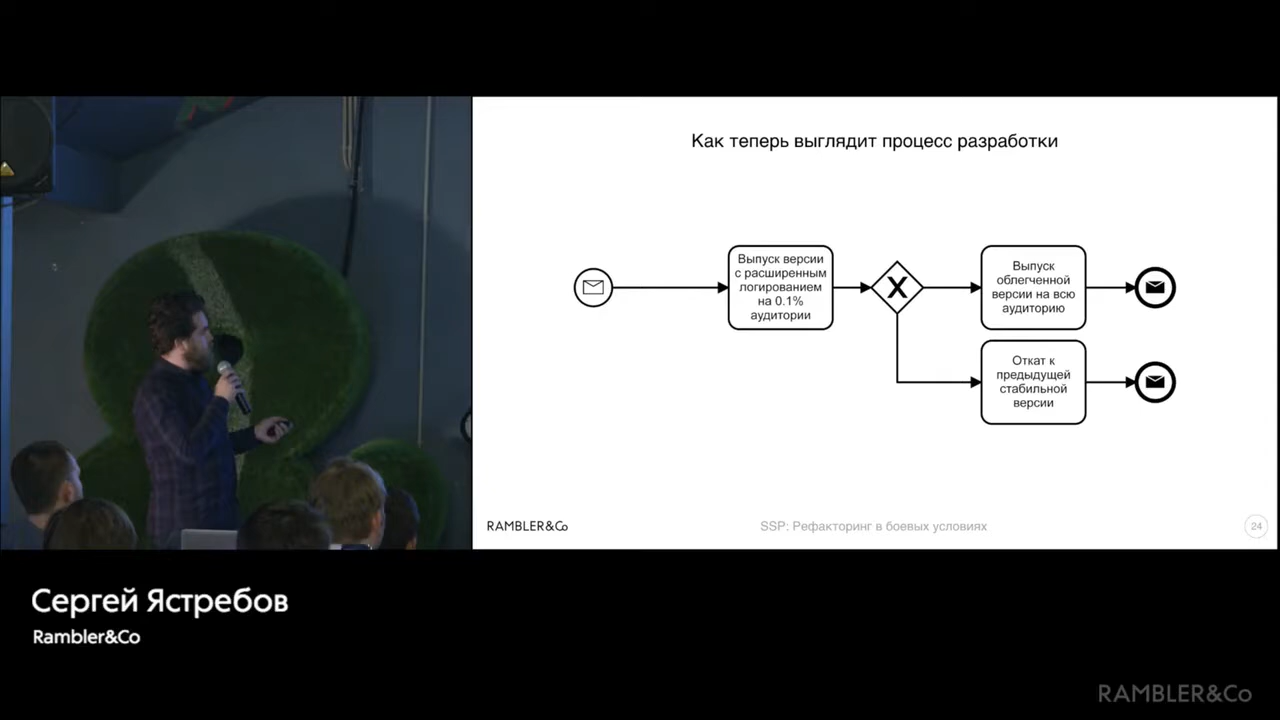 Как теперь выглядит процесс разработки
Выпуск версии
с расширенным
логированием
на 0.1%
аудитории
X
Выпуск
облегченной
версии на всю
аудиторию
Откат к
предыдущей
стабильной
версии
RAMBLER&Co
SSP: Рефакторинг в боевых условиях
24
Сергей Ястребов
Rambler&Co
RAMBLER&Co